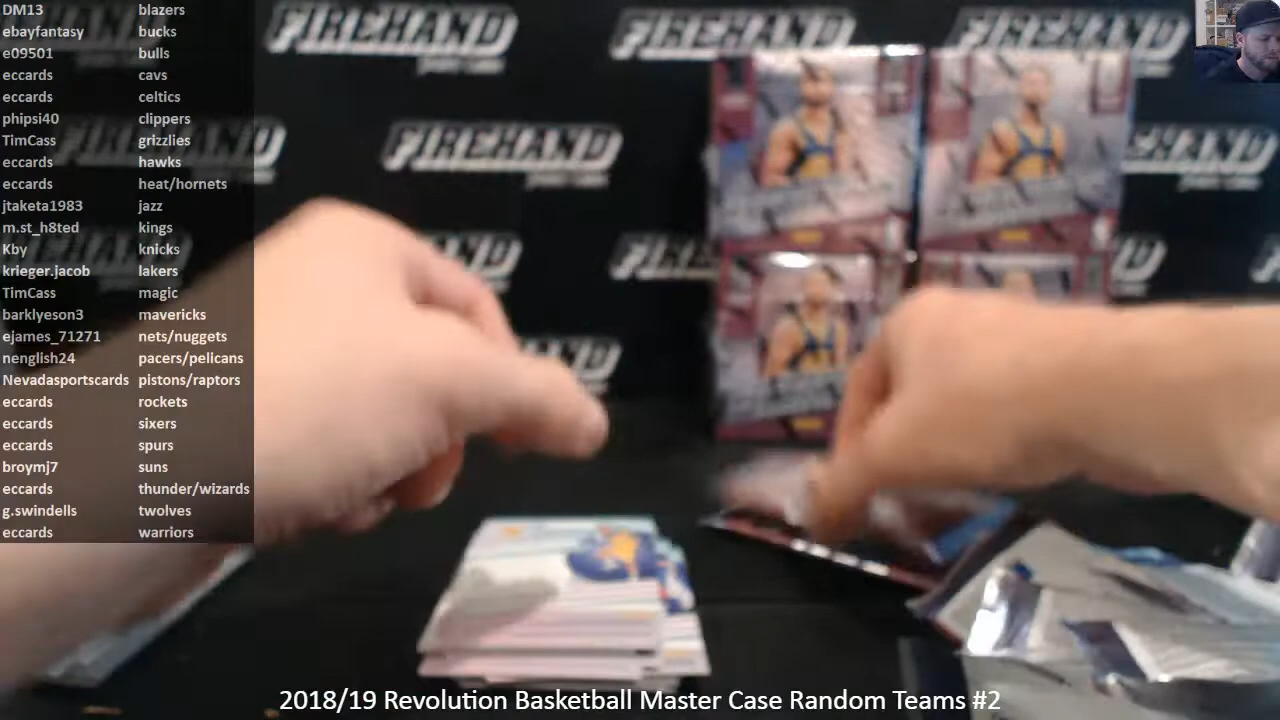 DM13 blazers
ebayfantasy bucks
e09501 bulls
eccards cavs
eccards celtics
phipsi40 clippers
TimCass grizzlies
eccards hawks
eccards heat/hornets
jtaketa1983 jazz
m.st_h8ted kings
Kby knicks
krieger.jacob lakers
TimCass magic
barklyeson3 mavericks
ejames_71271 nets/nuggets
nenglish24 pacers/pelicans
Nevadasportscards pistons/raptors
eccards rockets
eccards sixers
eccards spurs
broymj7 suns
eccards thunder/wizards
g.swindells twolves
eccards warriors
FIREHAND
FIREHAND
FIREHAND
FIREHAND
2018/19 Revolution Basketball Master Case Random Teams #2